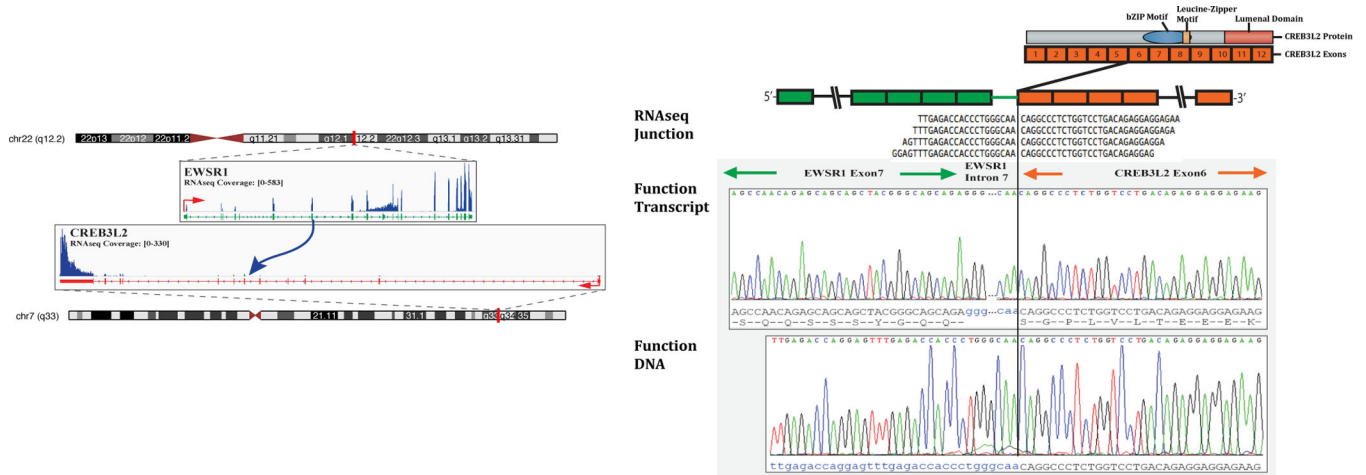 chr22 (q12.2)
22p13 22p12 22p11.2 q11.21 q12.1 12.2 22q12.3 q13.1 q13.2 q13.31
EWSR1
RNAseq Coverage: [0-583]
CREB3L2
RNAseq Coverage: [0-330]
chr7 (q33)
21.11 31.1 q33 q34 35
bZIP Motif
Leucine-Zipper
Motif
Lumenal Domain
CREB3L2 Protein
1 2 3 4 5 6 7 8 9 10 11 12
CREB3L2 Exons
5'
-3'
RNAseq
Junction
TTGAGACCACCCTGGGCAA CAGGCCCTCTGGTCCTGACAGAGGAGGAGAA
TTTGAGACCACCCTGGGCAA CAGGCCCTCTGGTCCTGACAGAGGAGGAGA
AGTTTGAGACCACCCTGGGCAA CAGGCCCTCTGGTCCTGACAGAGGAGGA
GGAGTTTGAGACCACCCTGGGCAA CAGGCCCTCTGGTCCTGACAGAGGAG
Function
Transcript
EWSR1 Exon7
EWSR1
Intron 7
CREB3L2 Exon6
AGCCAACAGAGCAGCAGCTACGGGCAGCAGAGGG...CAACAGGCCCTCTGGTCCTGACAGAGGAGGAGAAG
AGCCAACAGAGCAGCAGCTACGGGCAGCAGAggg...caaCAGGCCCTCTGGTCCTGACAGAGGAGGAGAAG
S--Q--Q--S--S--Y--G--Q--Q-- S--G--P--L--V--L--T--E--E--E--K-
Function
DNA
TTGAGACCAGGAGTTTGAGACCACCCTGGGCAACAGGCCCTCTGGTCCTGACAGAGGAGGAGAAG
ttgagaccaggagtttgagaccaccctgggcaaCAGGCCCTCTGGTCCTGACAGAGGAGGAGAAG